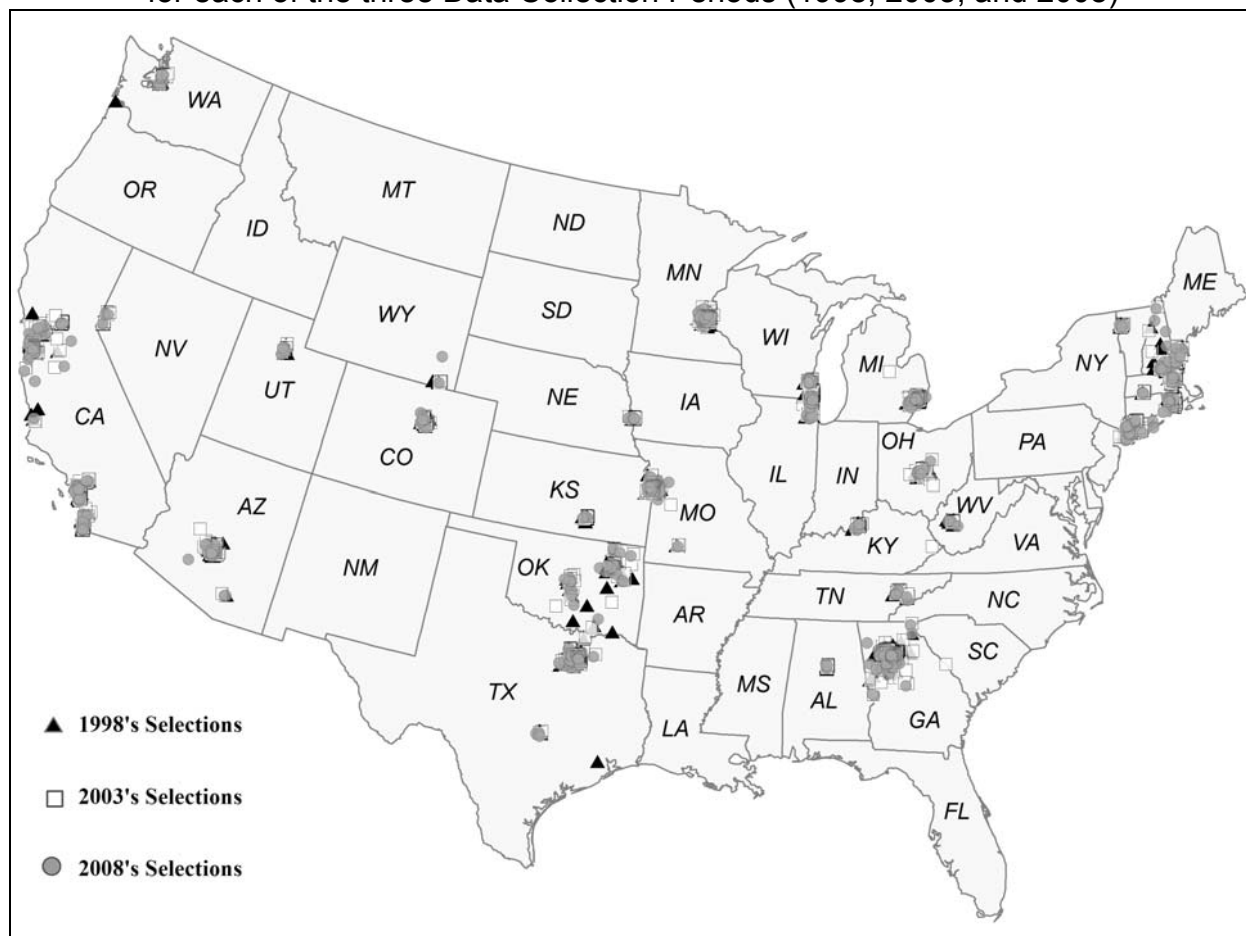 for each of the three Data Collection Periods (1998, 2003, and 2008)
WA
OR
MT
ID
ND
MN
ME
WY
SD
WI
MI
NY
NV
UT
NE
IA
CA
CO
IL
IN
OH
PA
KS
MO
WV
VA
AZ
NM
OK
KY
TN
NC
AR
SC
TX
MS
AL
GA
LA
FL
1998's Selections
2003's Selections
2008's Selections